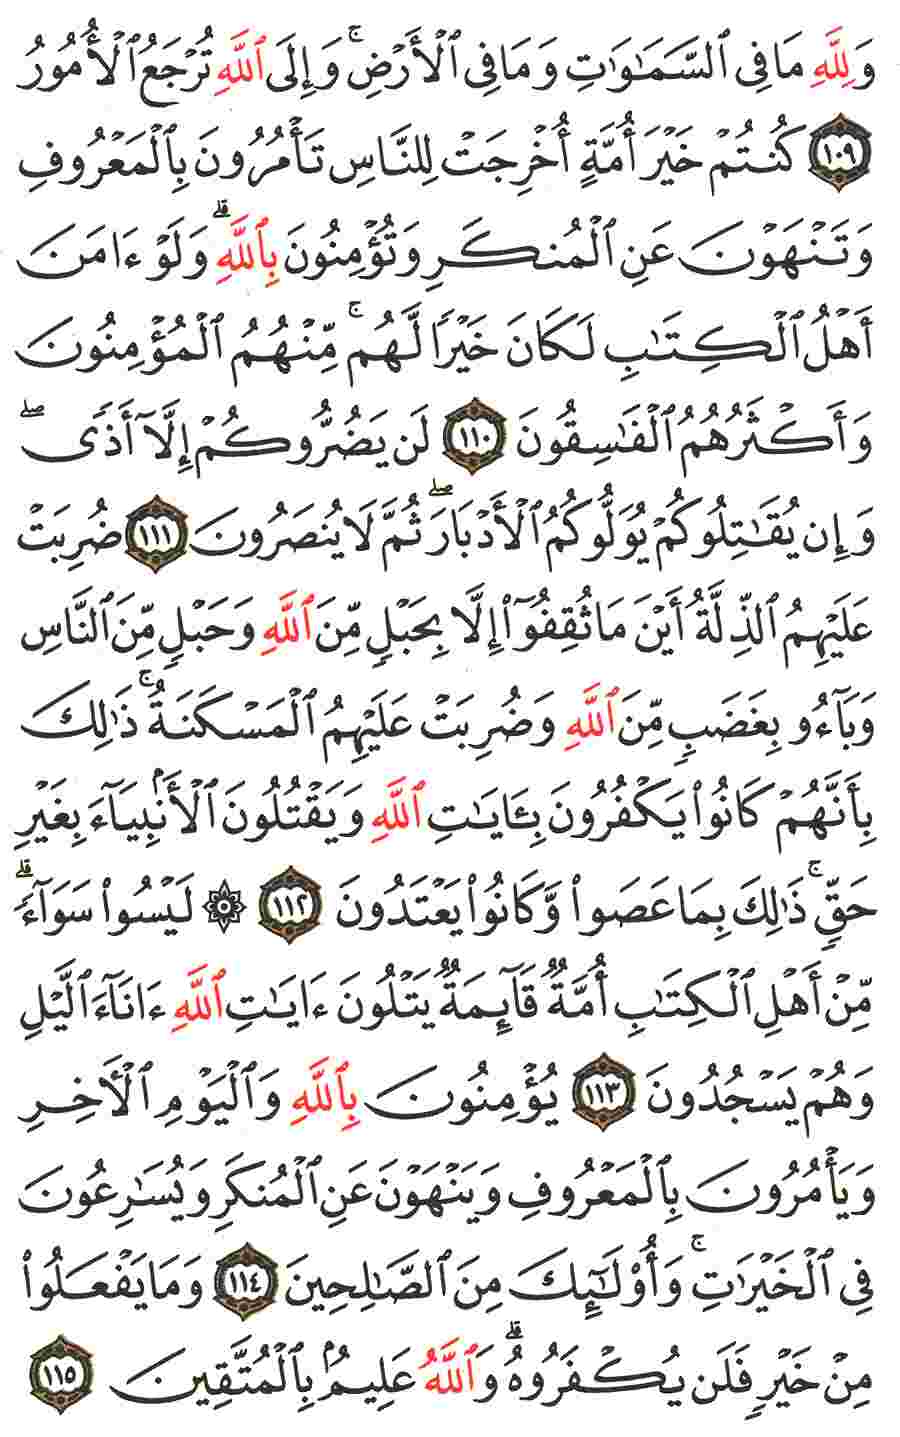 وَلِلَّهِ مَا فِى ٱلسَّمَـٰوَٰتِ وَمَا فِى ٱلْأَرْضِ ۚ وَإِلَى ٱللَّهِ تُرْجَعُ ٱلْأُمُورُ
١٠٩ كُنتُمْ خَيْرَ أُمَّةٍ أُخْرِجَتْ لِلنَّاسِ تَأْمُرُونَ بِٱلْمَعْرُوفِ
وَتَنْهَوْنَ عَنِ ٱلْمُنكَرِ وَتُؤْمِنُونَ بِٱللَّهِ ۗ وَلَوْ ءَامَنَ
أَهْلُ ٱلْكِتَـٰبِ لَكَانَ خَيْرًا لَّهُم ۚ مِّنْهُمُ ٱلْمُؤْمِنُونَ
وَأَكْثَرُهُمُ ٱلْفَـٰسِقُونَ ١١٠ لَن يَضُرُّوكُمْ إِلَّآ أَذًى ۖ
وَإِن يُقَـٰتِلُوكُمْ يُوَلُّوكُمُ ٱلْأَدْبَارَ ۖ ثُمَّ لَا يُنصَرُونَ ١١١ ضُرِبَتْ
عَلَيْهِمُ ٱلذِّلَّةُ أَيْنَ مَا ثُقِفُوٓا۟ إِلَّا بِحَبْلٍ مِّنَ ٱللَّهِ وَحَبْلٍ مِّنَ ٱلنَّاسِ
وَبَآءُو بِغَضَبٍ مِّنَ ٱللَّهِ وَضُرِبَتْ عَلَيْهِمُ ٱلْمَسْكَنَةُ ۚ ذَٰلِكَ
بِأَنَّهُمْ كَانُوا۟ يَكْفُرُونَ بِـَٔايَـٰتِ ٱللَّهِ وَيَقْتُلُونَ ٱلْأَنۢبِيَآءَ بِغَيْرِ
حَقٍّ ۚ ذَٰلِكَ بِمَا عَصَوا۟ وَّكَانُوا۟ يَعْتَدُونَ ١١٢ ۞ لَيْسُوا۟ سَوَآءً ۗ
مِّنْ أَهْلِ ٱلْكِتَـٰبِ أُمَّةٌ قَآئِمَةٌ يَتْلُونَ ءَايَـٰتِ ٱللَّهِ ءَانَآءَ ٱلَّيْلِ
وَهُمْ يَسْجُدُونَ ١١٣ يُؤْمِنُونَ بِٱللَّهِ وَٱلْيَوْمِ ٱلْـَٔاخِرِ
وَيَأْمُرُونَ بِٱلْمَعْرُوفِ وَيَنْهَوْنَ عَنِ ٱلْمُنكَرِ وَيُسَـٰرِعُونَ
فِى ٱلْخَيْرَٰتِ ۚ وَأُو۟لَـٰٓئِكَ مِنَ ٱلصَّـٰلِحِينَ ١١٤ وَمَا يَفْعَلُوا۟
مِنْ خَيْرٍ فَلَن يُكْفَرُوهُ ۗ وَٱللَّهُ عَلِيمٌۢ بِٱلْمُتَّقِينَ ١١٥